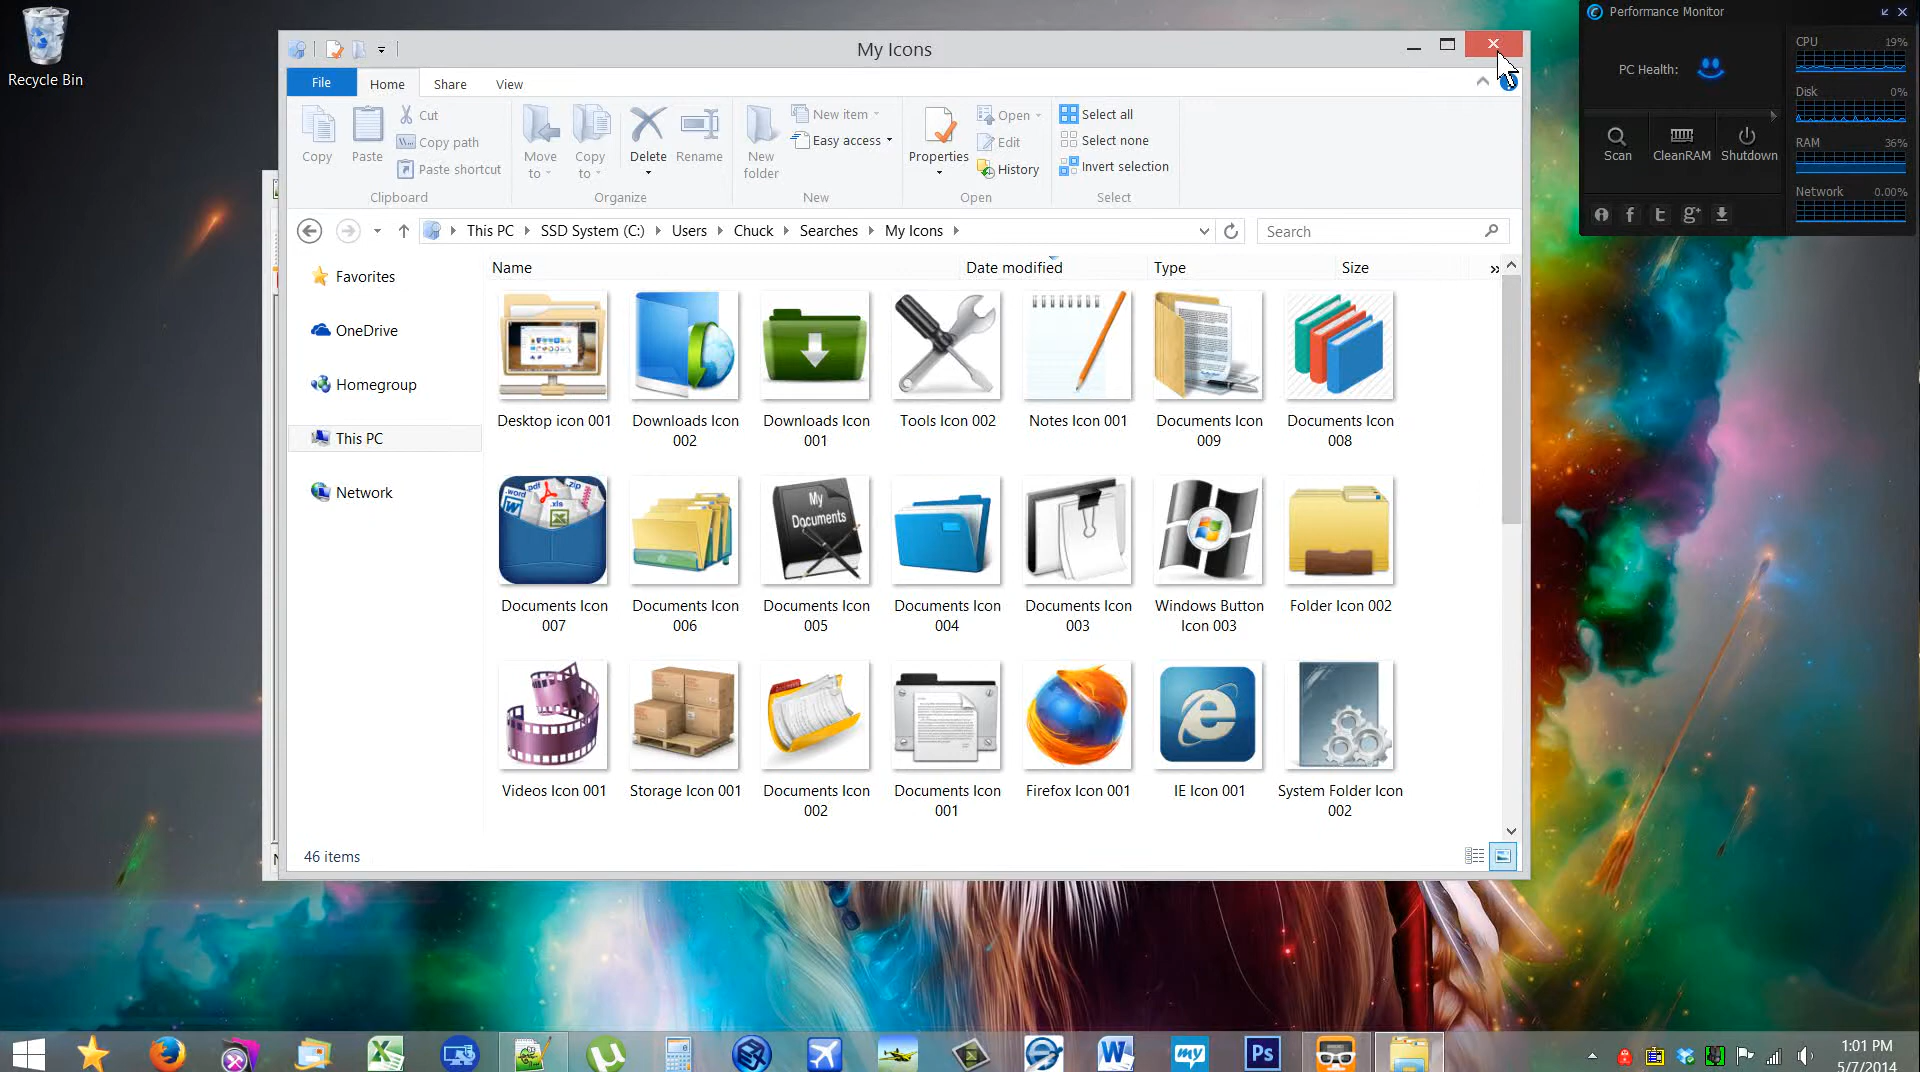 Recycle Bin
My Icons
File
Home
Share
View
Copy
Paste
Cut
Copy path
Paste shortcut
Clipboard
Move to
Copy to
Delete
Rename
Organize
New folder
New item
Easy access
New
Properties
Open
Edit
History
Open
Select all
Select none
Invert selection
Select
This PC
SSD System (C:)
Users
Chuck
Searches
My Icons
Search
Favorites
OneDrive
Homegroup
This PC
Network
Name
Date modified
Type
Size
Desktop icon 001
Downloads Icon
002
Downloads Icon
001
Tools Icon 002
Notes Icon 001
Documents Icon
009
Documents Icon
008
.word
pdf
zip
.xls
My
Documents
Documents Icon
007
Documents Icon
006
Documents Icon
005
Documents Icon
004
Documents Icon
003
Windows Button
Icon 003
Folder Icon 002
Videos Icon 001
Storage Icon 001
Documents Icon
002
Documents Icon
001
Firefox Icon 001
IE Icon 001
System Folder Icon
002
46 items
Performance Monitor
PC Health:
Scan
CleanRAM
Shutdown
CPU 19%
Disk 0%
RAM 36%
Network 0.00%
my
Ps
1:01 PM
5/7/2014